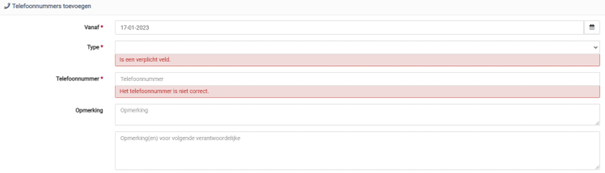 Telefoonnummers toevoegen
Vanaf *
17-01-2023
Type *
Is een verplicht veld.
Telefoonnummer *
Telefoonnummer
Het telefoonnummer is niet correct.
Opmerking
Opmerking
Opmerking(en) voor volgende verantwoordelijke